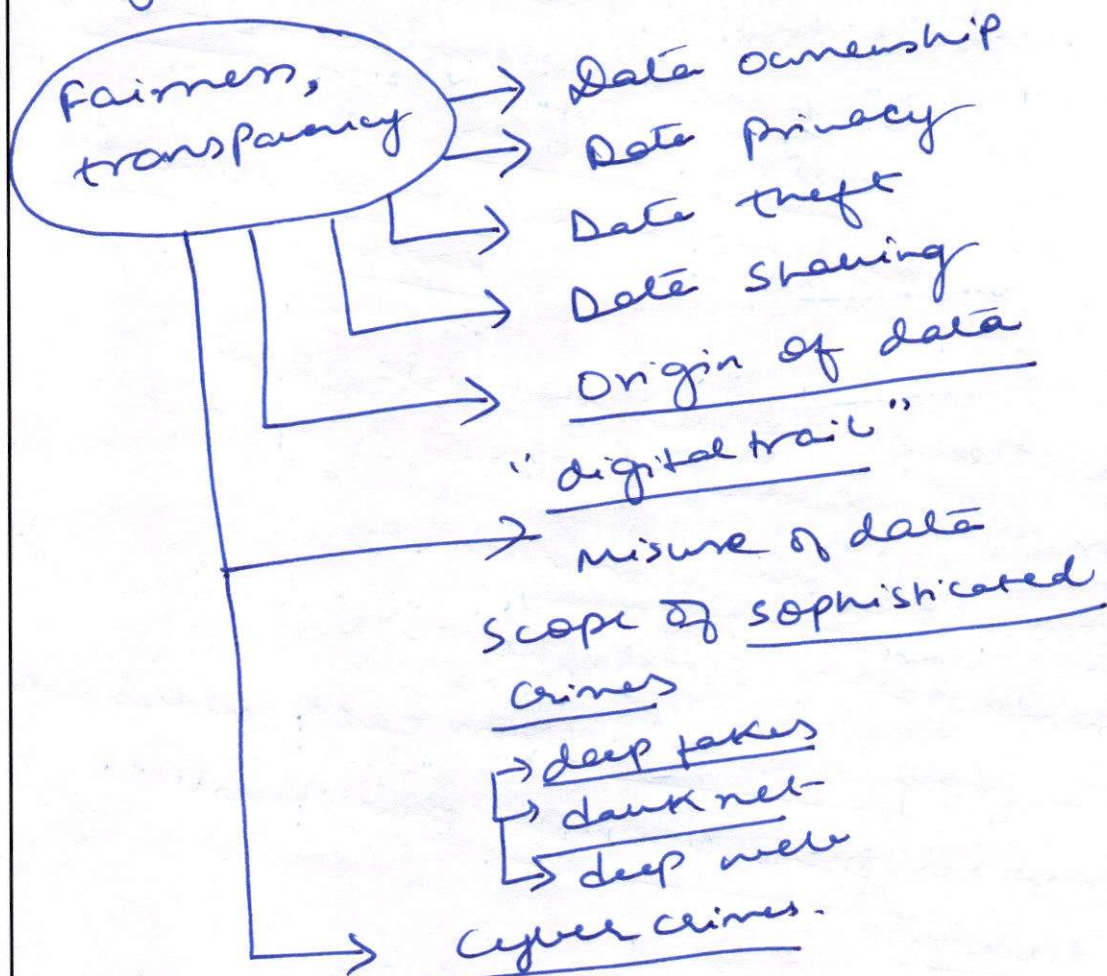 Fairness,
transparency
Data ownership
Data privacy
Data theft
Data sharing
Origin of data
"digital trail"
misuse of data
scope of sophisticated
crimes
deep fakes
dark net
deep web
Cyber crimes.